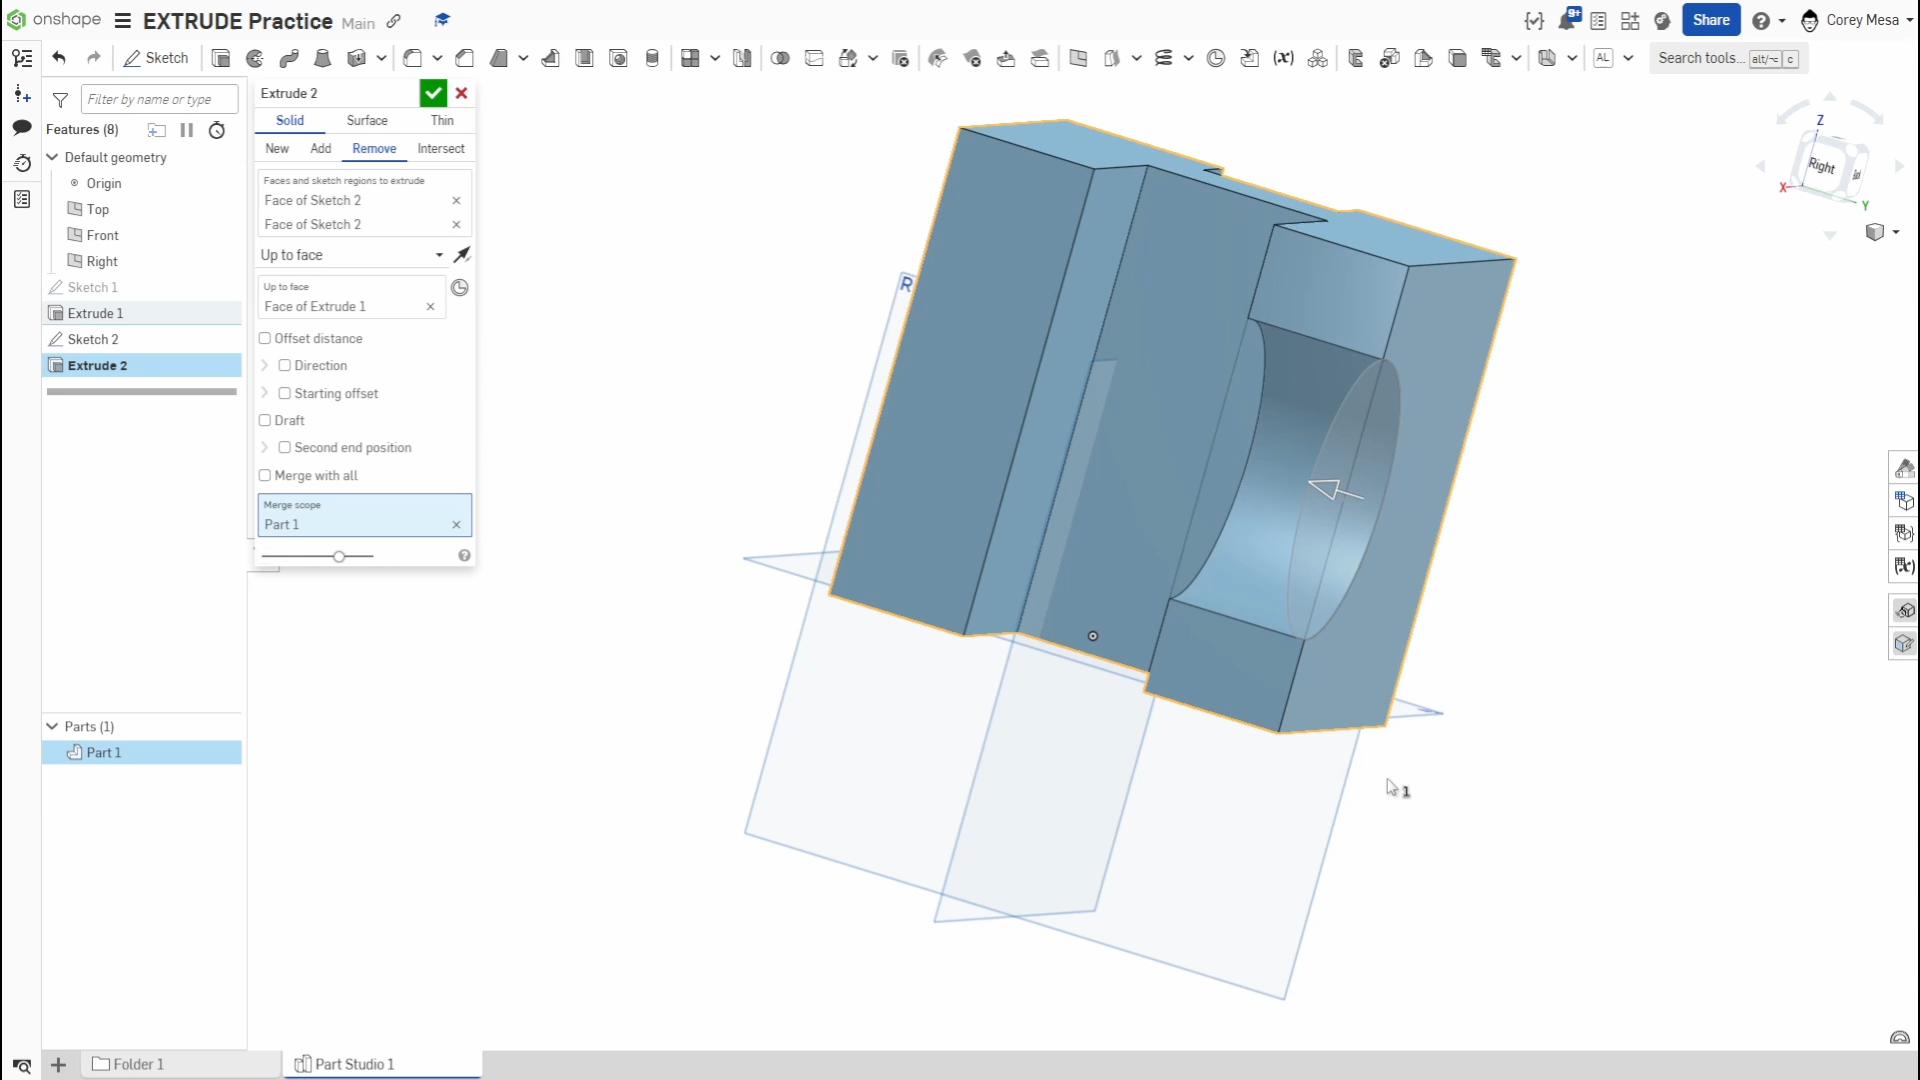 onshape
EXTRUDE Practice Main
9+
Share
Corey Mesa
Sketch
AL
Search tools... alt/⌥ c
Filter by name or type
Features (8)
Default geometry
Origin
Top
Front
Right
Sketch 1
Extrude 1
Sketch 2
Extrude 2
Parts (1)
Part 1
Extrude 2
Solid Surface Thin
New Add Remove Intersect
Faces and sketch regions to extrude
Face of Sketch 2
Face of Sketch 2
Up to face
Up to face
Face of Extrude 1
Offset distance
Direction
Starting offset
Draft
Second end position
Merge with all
Merge scope
Part 1
R
1
Z
Right
X
Y
Folder 1
Part Studio 1